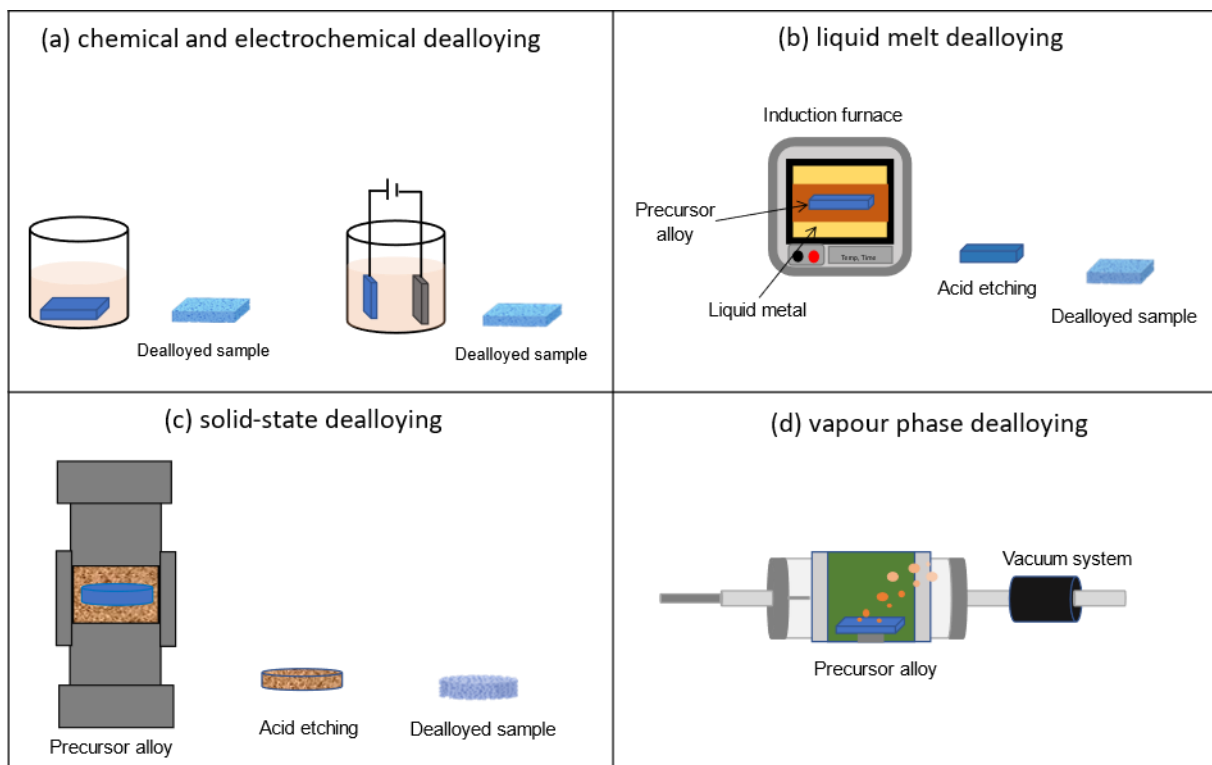 (a) chemical and electrochemical dealloying
Dealloyed sample
Dealloyed sample
(b) liquid melt dealloying
Induction furnace
Precursor
alloy
Temp, Time
Liquid metal
Acid etching
Dealloyed sample
(c) solid-state dealloying
Precursor alloy
Acid etching
Dealloyed sample
(d) vapour phase dealloying
Vacuum system
Precursor alloy